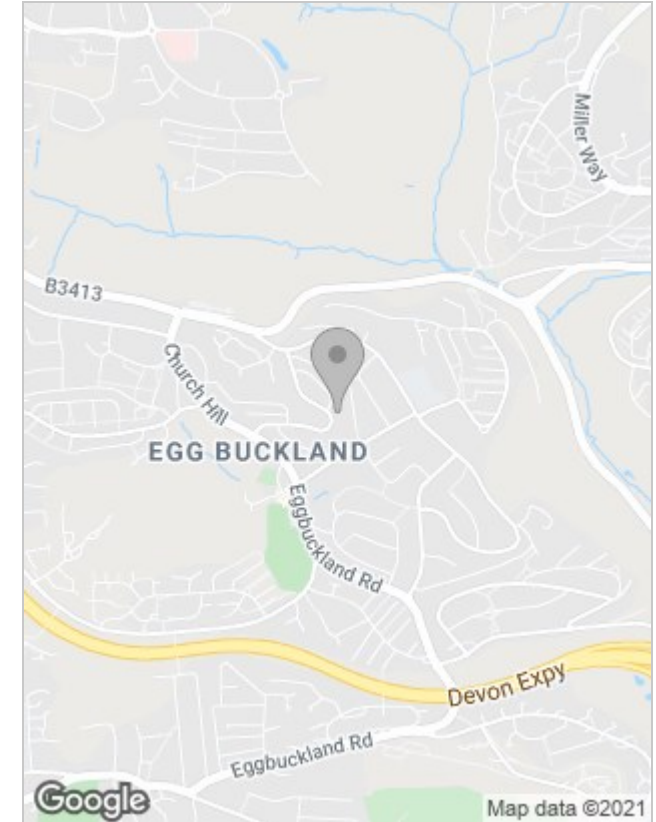 Miller Way
B3413
Church Hill
EGG BUCKLAND
Eggbuckland Rd
Devon Expy
Eggbuckland Rd
Google
Map data ©2021